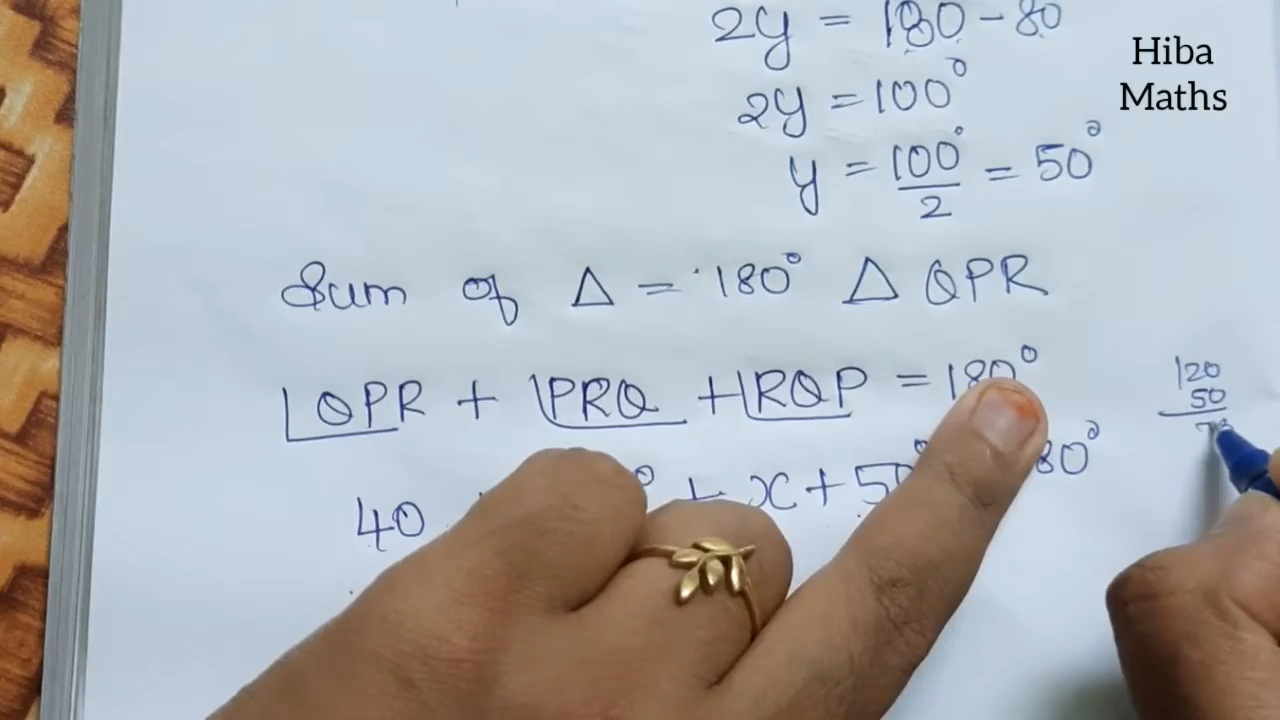 2y = 180 - 80
Hiba
Maths
2y = 100°
y = 100°/2 = 50°
Sum of Δ = 180° Δ QPR
∠QPR + ∠PRQ + ∠RQP = 180°
120
50
40 ° + x + 50° 80°